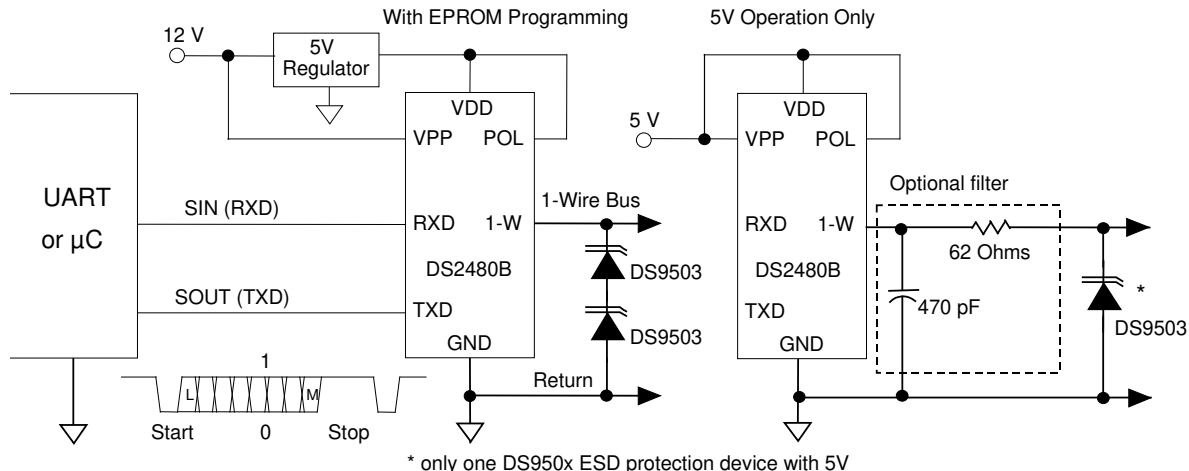 With EPROM Programming
5V Operation Only
12 V
5V
Regulator
VDD
VPP
POL
5 V
VDD
VPP
POL
UART
or µC
SIN (RXD)
RXD
1-W
1-Wire Bus
DS2480B
DS9503
SOUT (TXD)
TXD
DS9503
GND
Return
Optional filter
RXD
1-W
62 Ohms
DS2480B
470 pF
*
DS9503
TXD
GND
1
L
M
Start
0
Stop
* only one DS950x ESD protection device with 5V